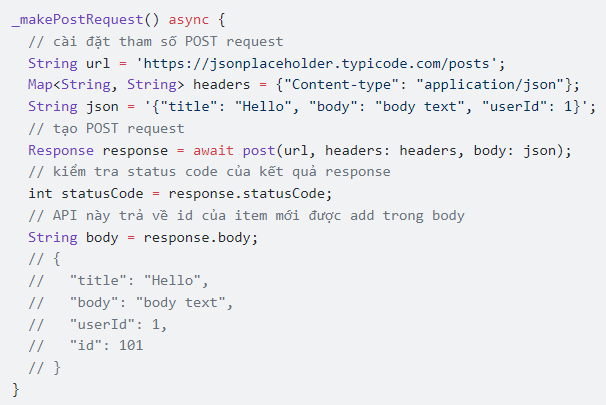 _makePostRequest() async {
  // cài đặt tham số POST request
  String url = 'https://jsonplaceholder.typicode.com/posts';
  Map<String, String> headers = {"Content-type": "application/json"};
  String json = '{"title": "Hello", "body": "body text", "userId": 1}';
  // tạo POST request
  Response response = await post(url, headers: headers, body: json);
  // kiểm tra status code của kết quả response
  int statusCode = response.statusCode;
  // API này trả về id của item mới được add trong body
  String body = response.body;
  // {
  //   "title": "Hello",
  //   "body": "body text",
  //   "userId": 1,
  //   "id": 101
  // }
}